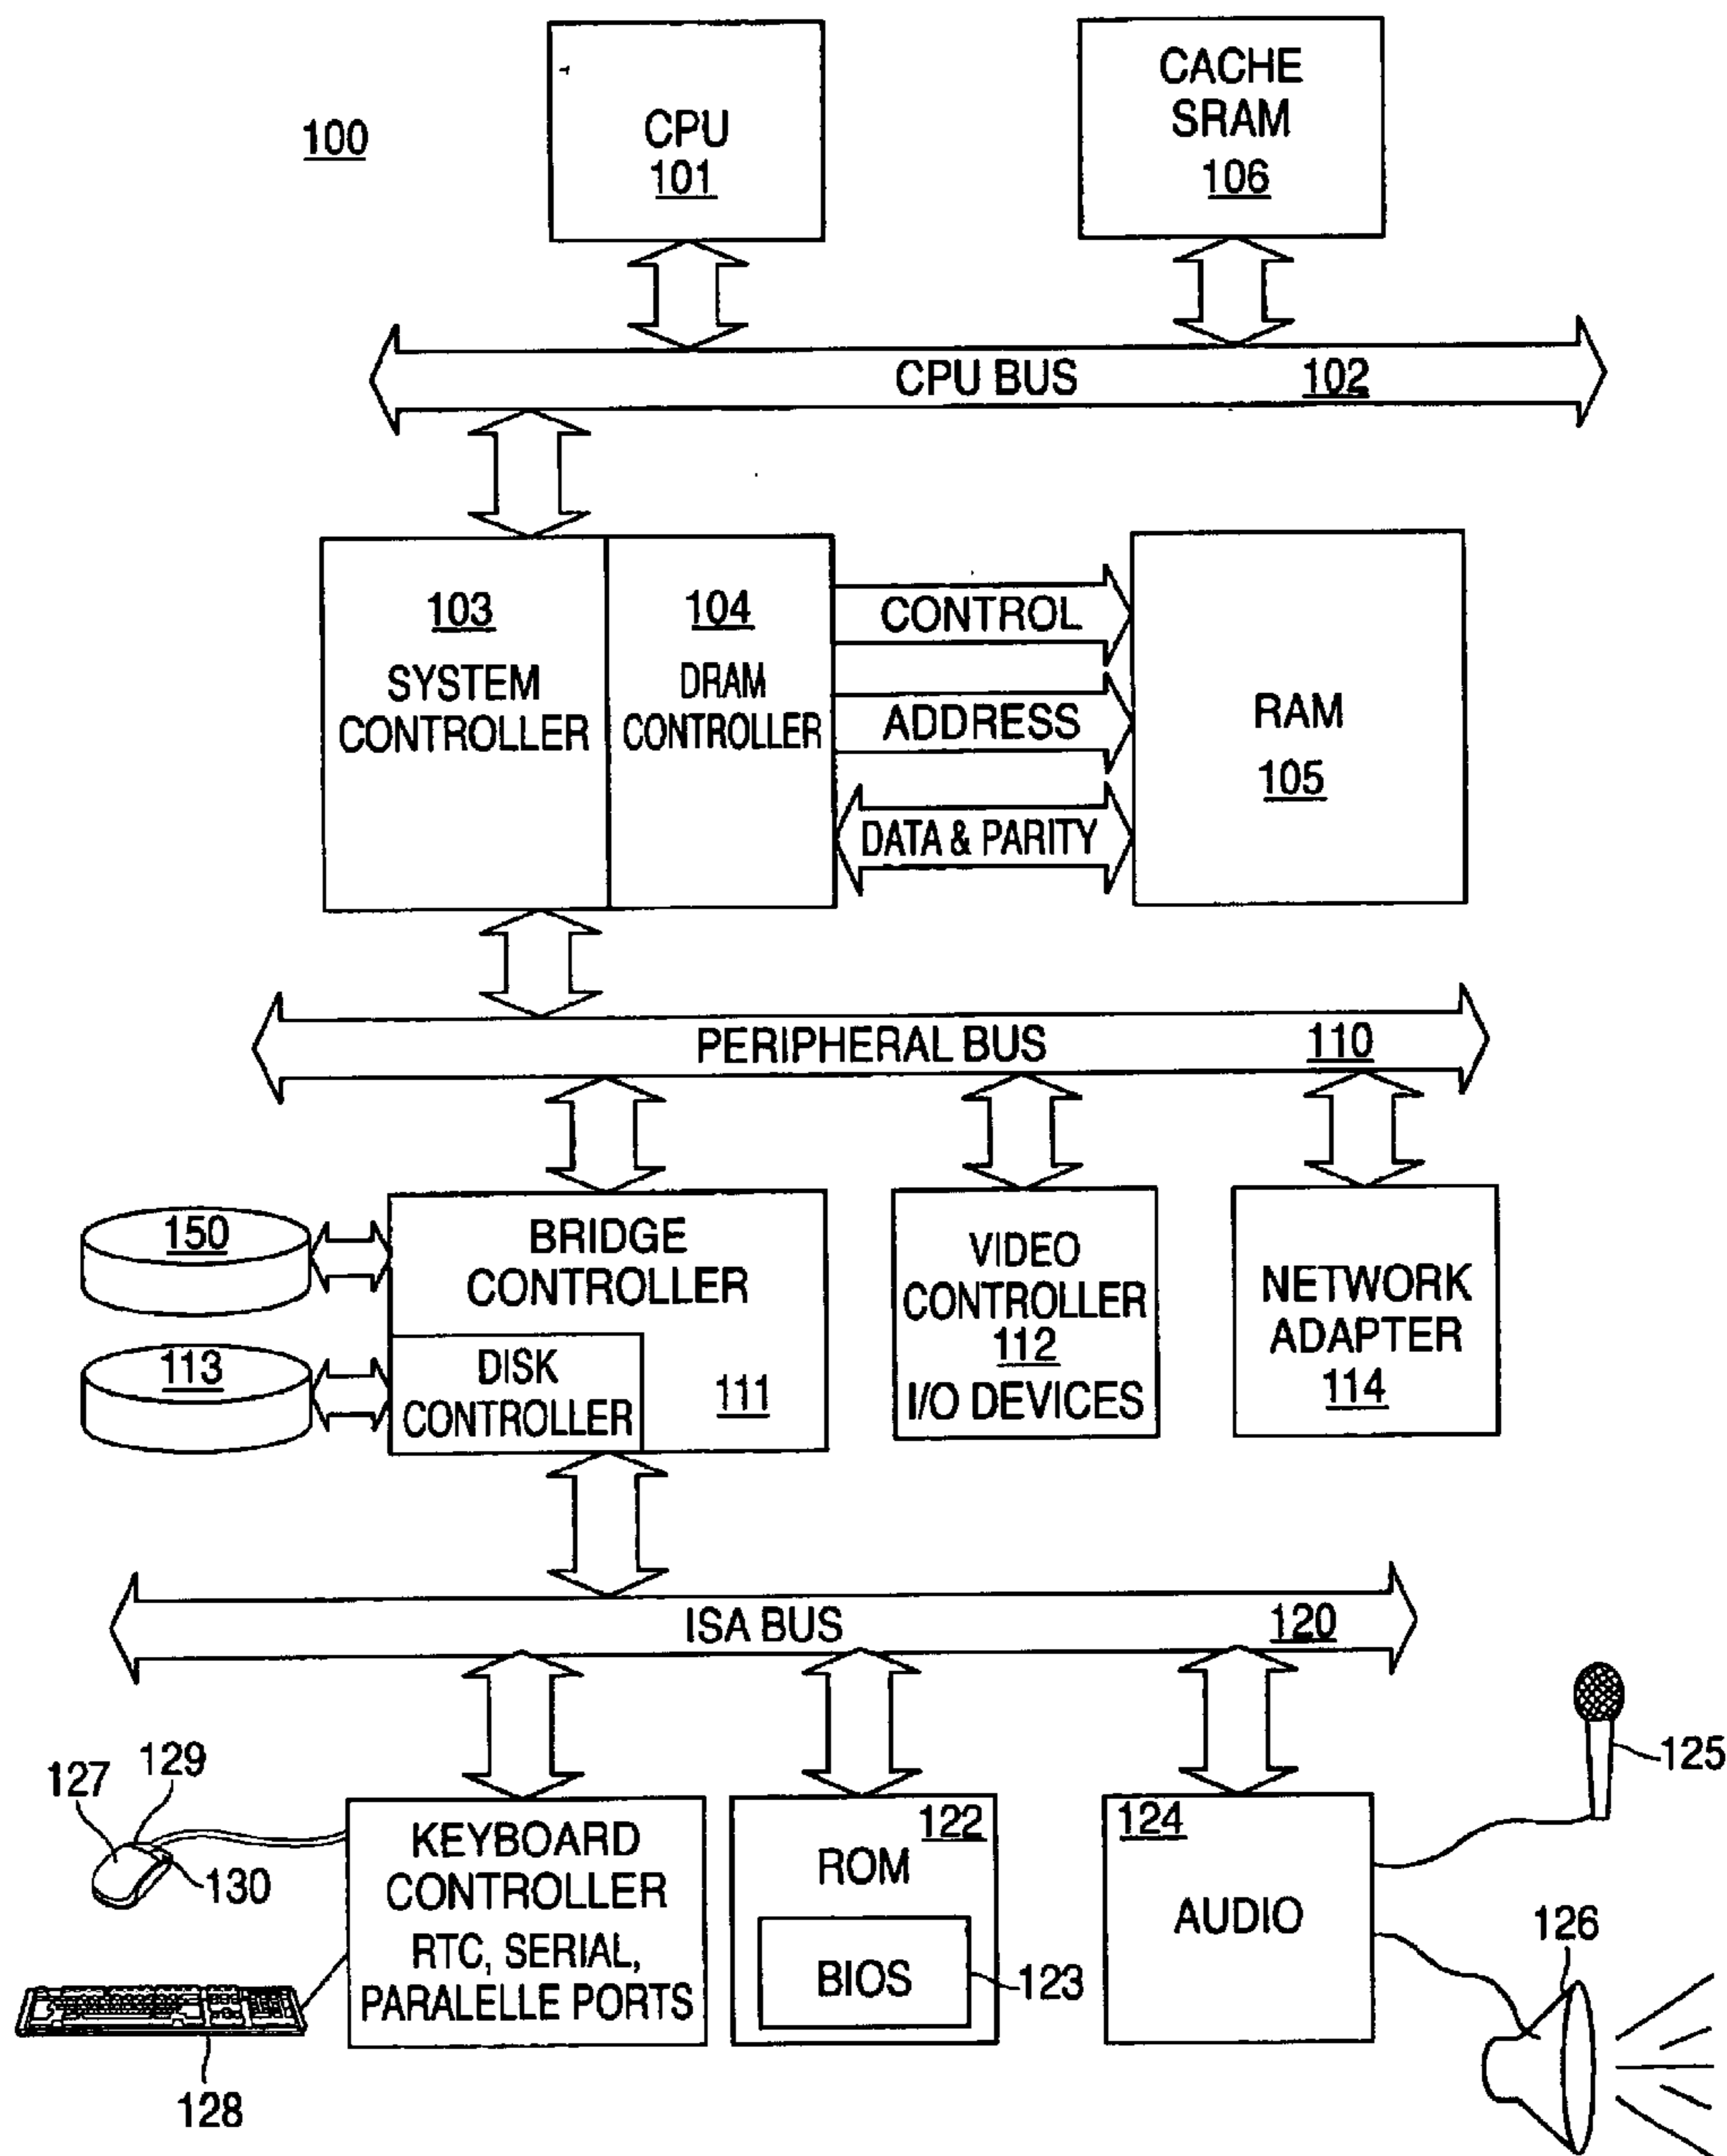 100
CPU
101
CACHE
SRAM
106
CPU BUS 102
103
SYSTEM
CONTROLLER
104
DRAM
CONTROLLER
CONTROL
ADDRESS
DATA & PARITY
RAM
105
PERIPHERAL BUS 110
150
113
BRIDGE
CONTROLLER
DISK
CONTROLLER
111
VIDEO
CONTROLLER
112
I/O DEVICES
NETWORK
ADAPTER
114
ISA BUS 120
127
129
130
128
KEYBOARD
CONTROLLER
RTC, SERIAL,
PARALELLE PORTS
122
ROM
BIOS
123
124
AUDIO
125
126